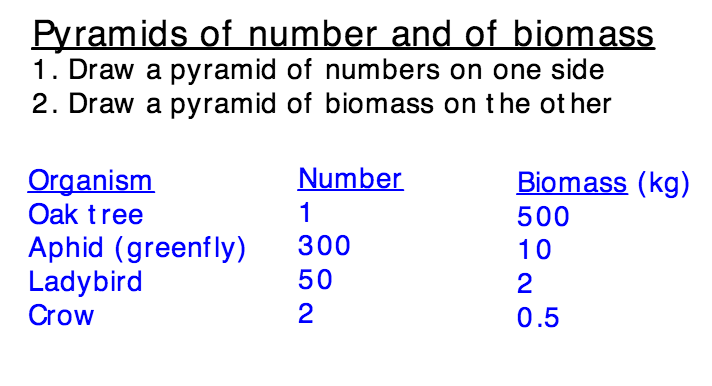 Pyramids of number and of biomass
1. Draw a pyramid of numbers on one side
2. Draw a pyramid of biomass on the other
Organism Number Biomass (kg)
Oak tree 1 500
Aphid (greenfly) 300 10
Ladybird 50 2
Crow 2 0.5